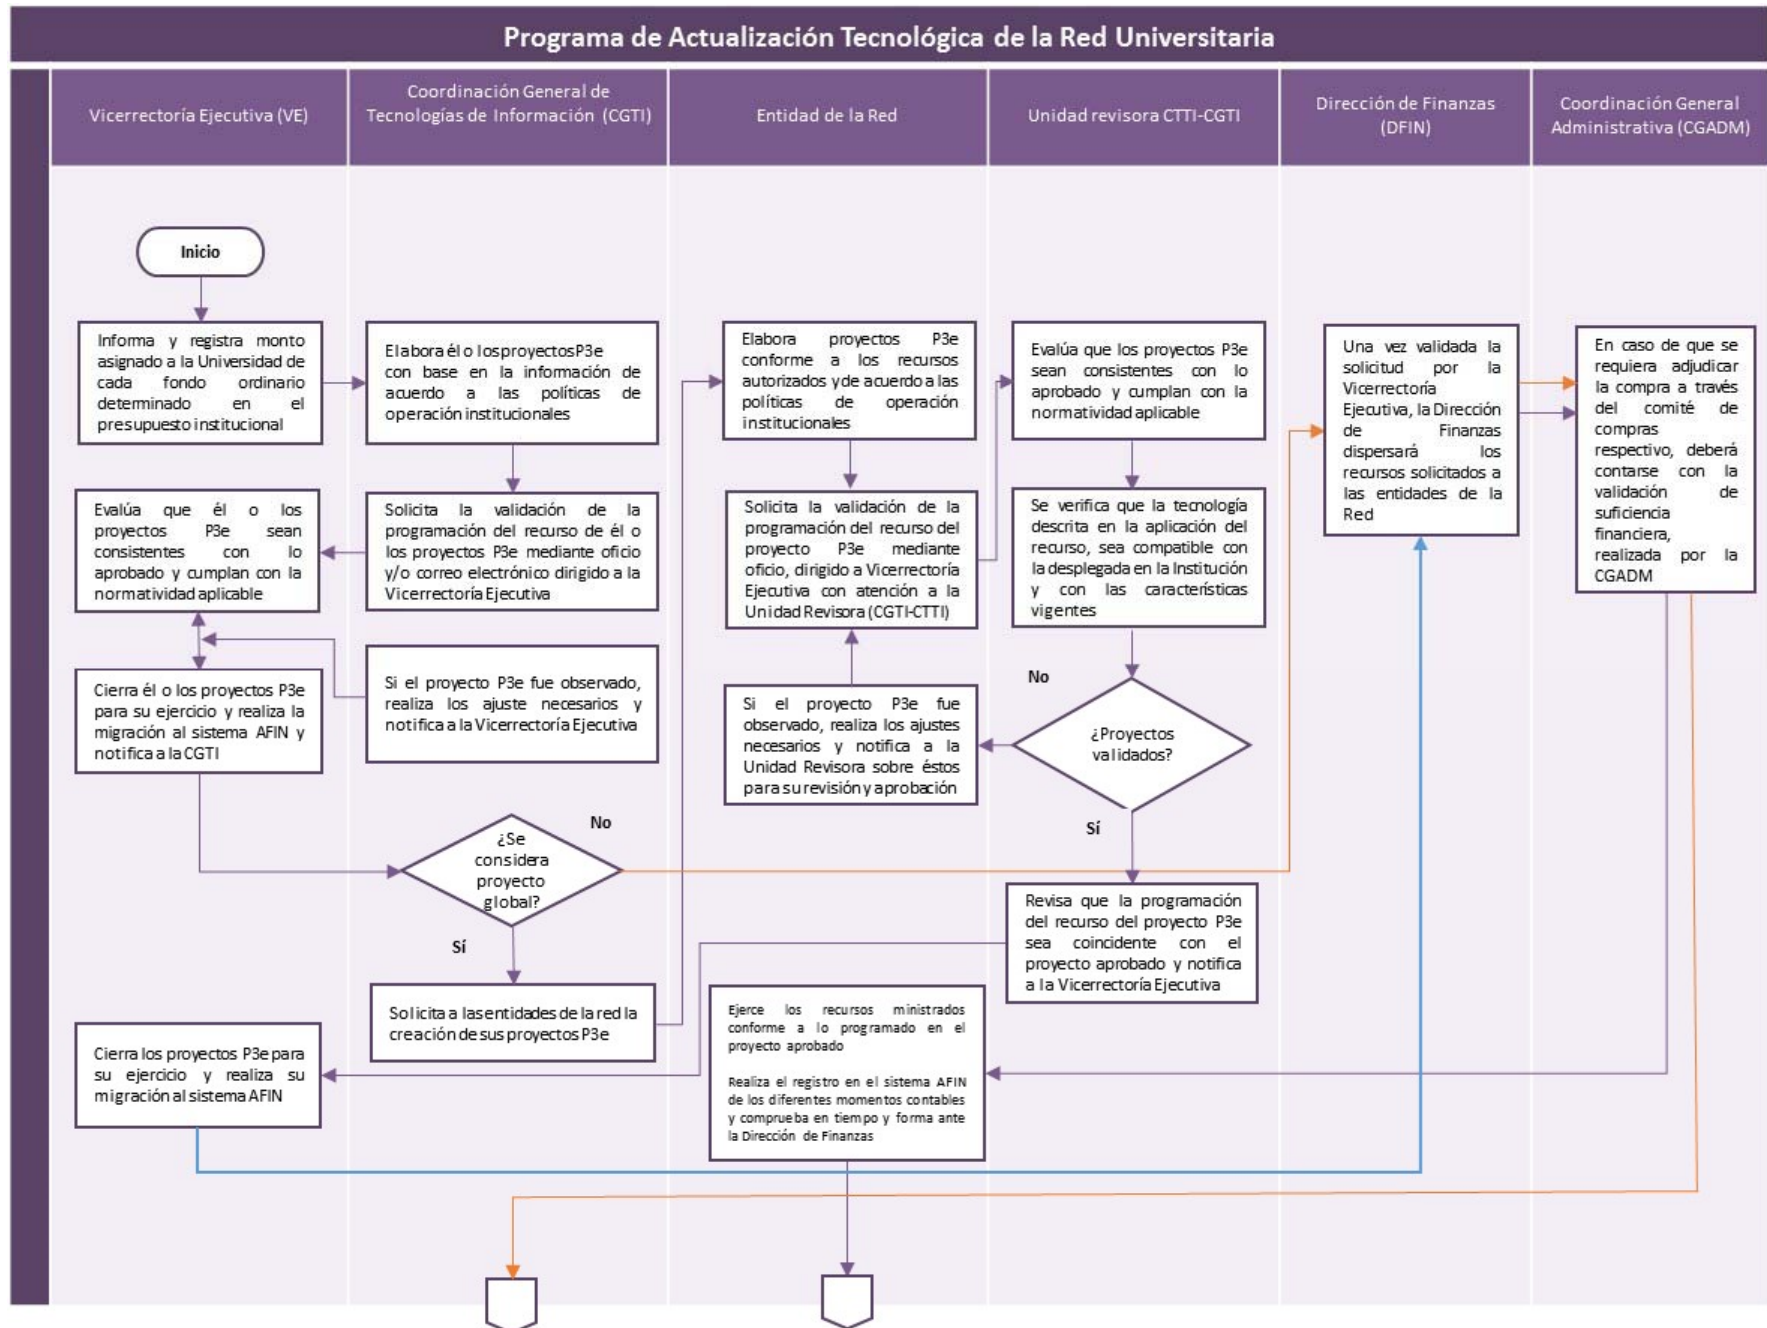 Programa de Actualización Tecnológica de la Red Universitaria
Vicerrectoría Ejecutiva (VE)
Coordinación General de
Tecnologías de Información (CGTI)
Entidad de la Red
Unidad revisora CTTI-CGTI
Dirección de Finanzas
(DFIN)
Coordinación General
Administrativa (CGADM)
Inicio
Informa y registra monto
asignado a la Universidad de
cada fondo ordinario
determinado en el
presupuesto institucional
Elabora él o los proyectos P3e
con base en la información de
acuerdo a las políticas de
operación institucionales
Elabora proyectos P3e
conforme a los recursos
autorizados y de acuerdo a las
políticas de operación
institucionales
Evalúa que los proyectos P3e
sean consistentes con lo
aprobado y cumplan con la
normatividad aplicable
Una vez validada la
solicitud por la
Vicerrectoría
Ejecutiva, la Dirección
de Finanzas
dispersará los
recursos solicitados a
las entidades de la
Red
En caso de que se
requiera adjudicar
la compra a través
del comité de
compras
respectivo, deberá
contarse con la
validación de
suficiencia
financiera,
realizada por la
CGADM
Evalúa que él o los
proyectos P3e sean
consistentes con lo
aprobado y cumplan con la
normatividad aplicable
Solicita la validación de la
programación del recurso de él o
los proyectos P3e mediante oficio
y/o correo electrónico dirigido a la
Vicerrectoría Ejecutiva
Solicita la validación de la
programación del recurso del
proyecto P3e mediante
oficio, dirigido a Vicerrectoría
Ejecutiva con atención a la
Unidad Revisora (CGTI-CTTI)
Se verifica que la tecnología
descrita en la aplicación del
recurso, sea compatible con
la desplegada en la Institución
y con las características
vigentes
Cierra él o los proyectos P3e
para su ejercicio y realiza la
migración al sistema AFIN y
notifica a la CGTI
Si el proyecto P3e fue observado,
realiza los ajuste necesarios y
notifica a la Vicerrectoría Ejecutiva
Si el proyecto P3e fue
observado, realiza los ajustes
necesarios y notifica a la
Unidad Revisora sobre éstos
para su revisión y aprobación
No
¿Proyectos
validados?
Sí
¿Se
considera
proyecto
global?
No
Sí
Revisa que la programación
del recurso del proyecto P3e
sea coincidente con el
proyecto aprobado y notifica
a la Vicerrectoría Ejecutiva
Solicita a las entidades de la red la
creación de sus proyectos P3e
Ejerce los recursos ministrados
conforme a lo programado en el
proyecto aprobado
Realiza el registro en el sistema AFIN
de los diferentes momentos contables
y comprueba en tiempo y forma ante
la Dirección de Finanzas
Cierra los proyectos P3e para
su ejercicio y realiza su
migración al sistema AFIN